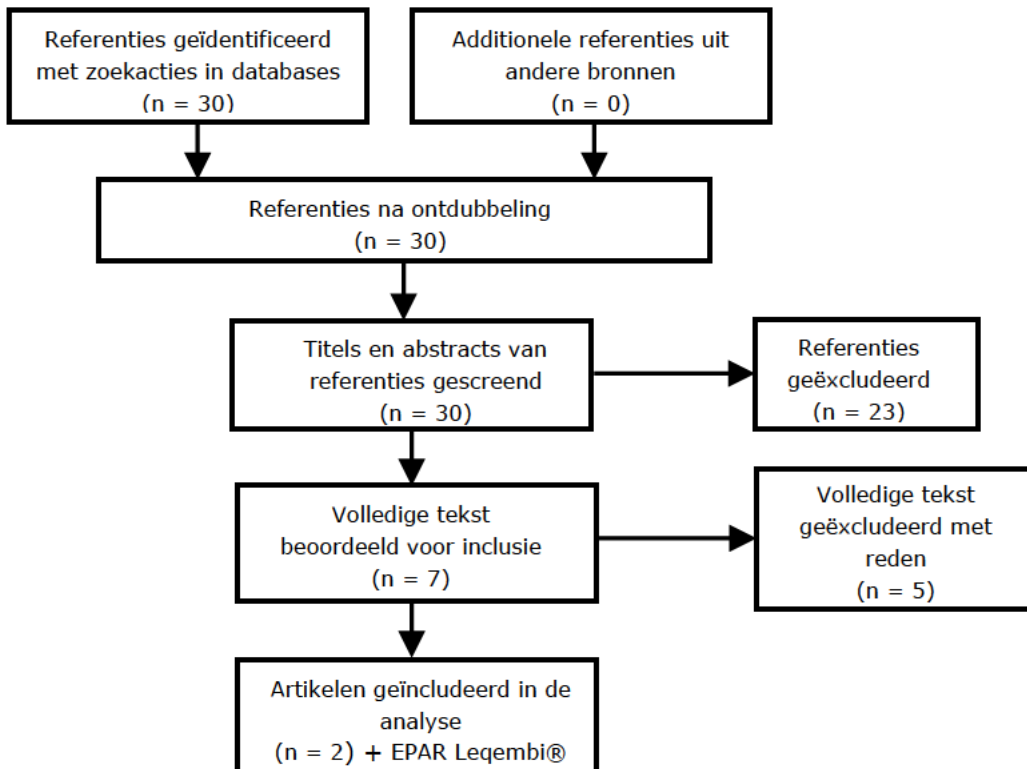 Referenties geïdentificeerd
met zoekacties in databases
(n = 30)
Additionele referenties uit
andere bronnen
(n = 0)
Referenties na ontdubbeling
(n = 30)
Titels en abstracts van
referenties gescreend
(n = 30)
Referenties
geëxcludeerd
(n = 23)
Volledige tekst
beoordeeld voor inclusie
(n = 7)
Volledige tekst
geëxcludeerd met
reden
(n = 5)
Artikelen geïncludeerd in de
analyse
(n = 2) + EPAR Leqembi®